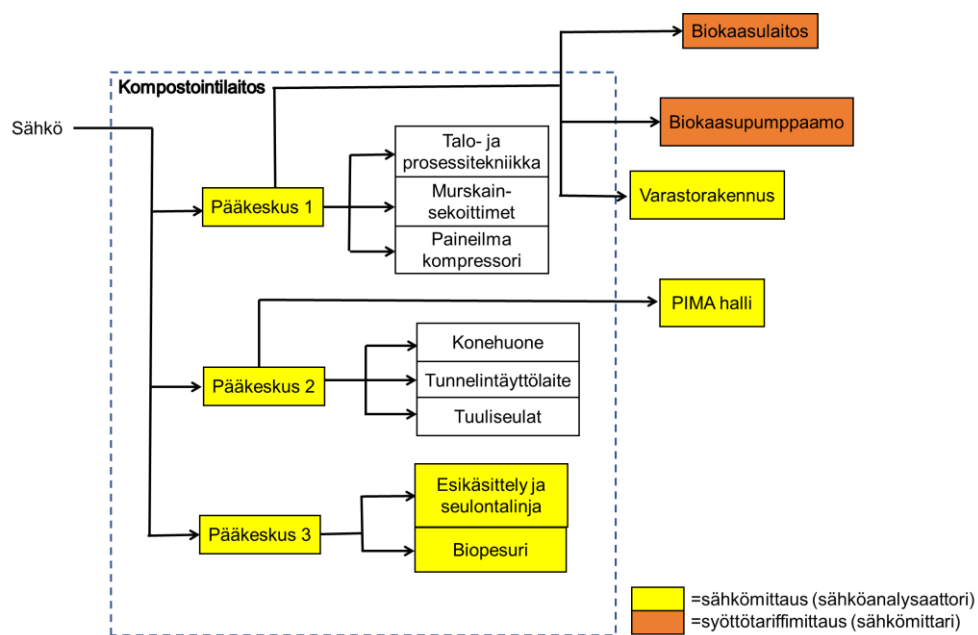 Biokaasulaitos
Kompostointilaitos
Sähkö
Biokaasupumppaamo
Talo- ja
prosessitekniikka
Murskain-
sekoittimet
Paineilma
kompressori
Pääkeskus 1
Varastorakennus
PIMA halli
Konehuone
Pääkeskus 2
Tunnelintäyttölaite
Tuuliseulat
Esikäsittely ja
seulontalinja
Pääkeskus 3
Biopesuri
=sähkömittaus (sähköanalysaattori)
=syöttötariffimittaus (sähkömittari)